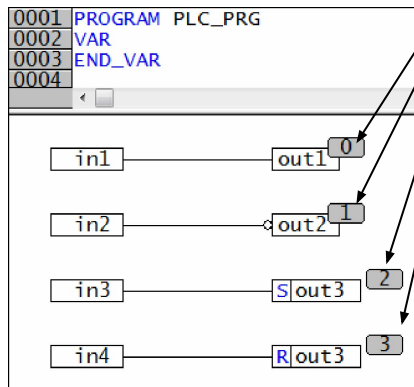 0001 PROGRAM PLC_PRG
0002 VAR
0003 END_VAR
0004
in1 out1 0
in2 out2 1
in3 S out3 2
in4 R out3 3